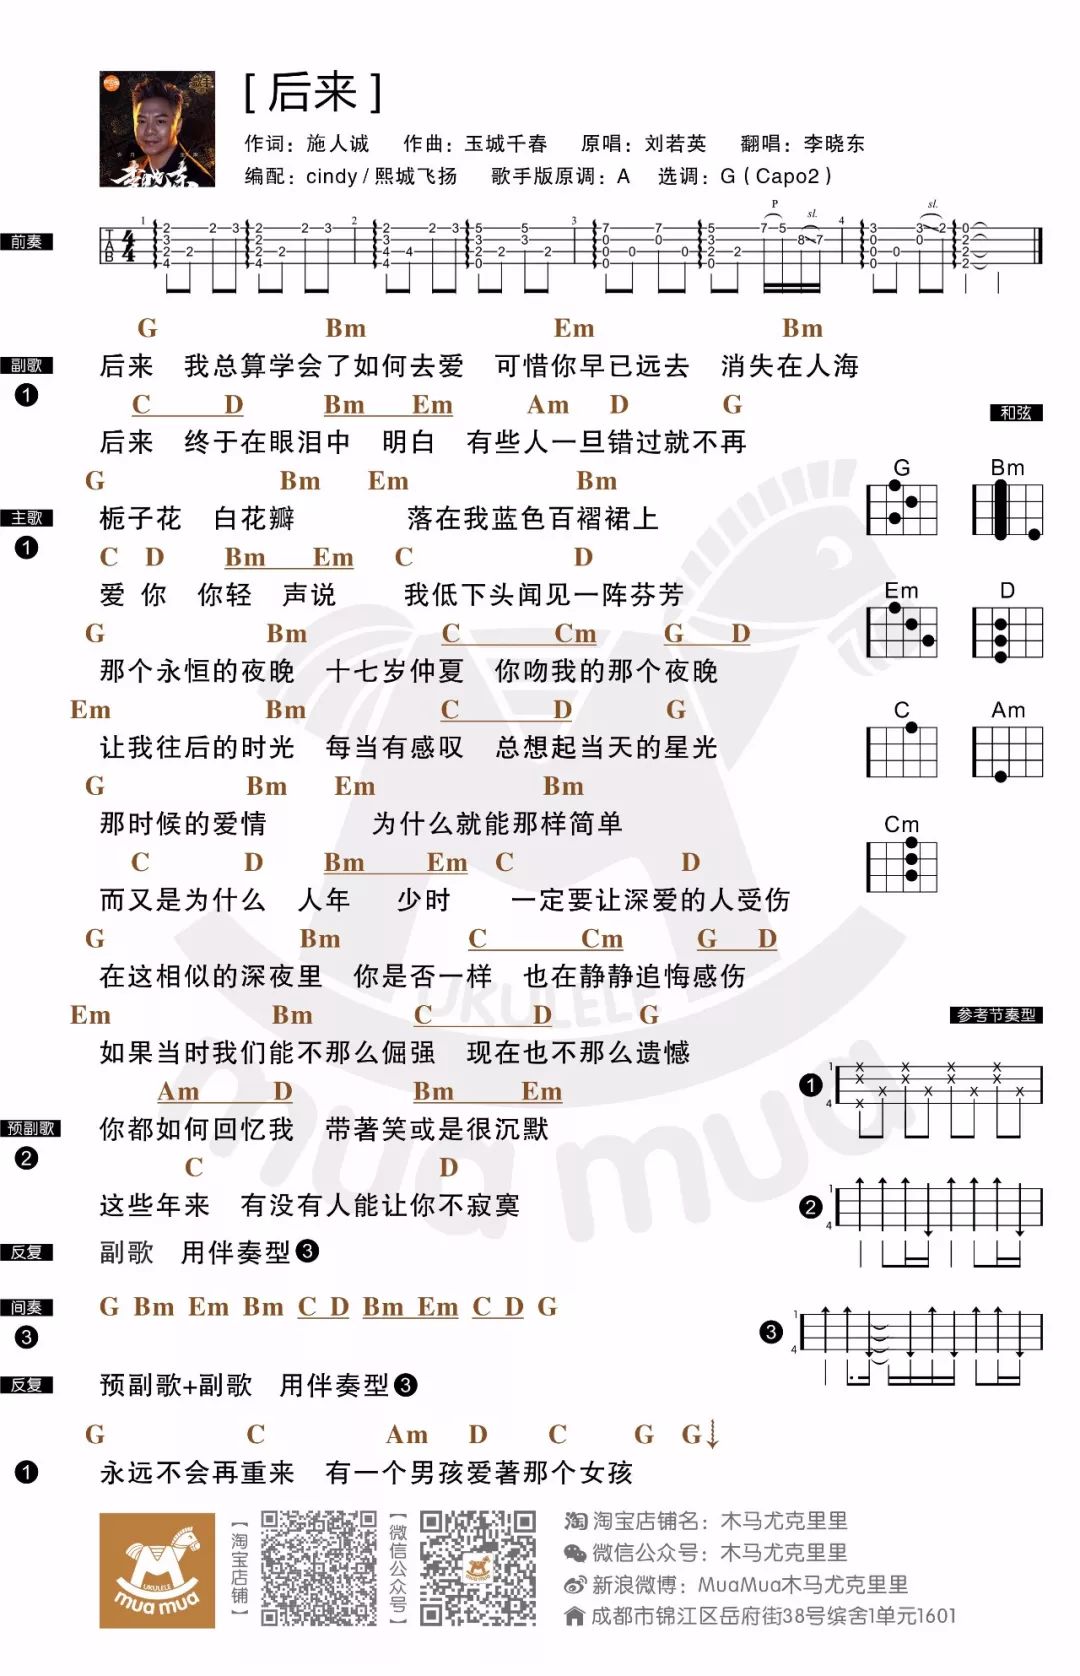 [ 后来 ]
作词：施人诚　作曲：玉城千春　原唱：刘若英　翻唱：李晓东
编配：cindy / 熙城飞扬　歌手版原调：A　选调：G ( Capo2 )
前奏
G Bm Em Bm
副歌 后来 我总算学会了如何去爱 可惜你早已远去 消失在人海
1
C D Bm Em Am D G
后来 终于在眼泪中 明白 有些人一旦错过就不再
G Bm Em Bm
主歌 栀子花 白花瓣 落在我蓝色百褶裙上
1
C D Bm Em C D
爱 你 你轻 声说 我低下头闻见一阵芬芳
G Bm C Cm G D
那个永恒的夜晚 十七岁仲夏 你吻我的那个夜晚
Em Bm C D G
让我往后的时光 每当有感叹 总想起当天的星光
G Bm Em Bm
那时候的爱情 为什么就能那样简单
C D Bm Em C D
而又是为什么 人年 少时 一定要让深爱的人受伤
G Bm C Cm G D
在这相似的深夜里 你是否一样 也在静静追悔感伤
Em Bm C D G
如果当时我们能不那么倔强 现在也不那么遗憾
Am D Bm Em
预副歌 你都如何回忆我 带著笑或是很沉默
2
C D
这些年来 有没有人能让你不寂寞
反复 副歌 用伴奏型3
间奏 G Bm Em Bm C D Bm Em C D G
3
反复 预副歌+副歌 用伴奏型3
G C Am D C G G
1 永远不会再重来 有一个男孩爱著那个女孩
和弦
G Bm
Em D
C Am
Cm
参考节奏型
1
2
3
UKULELE
mua mua
UKULELE
mua mua
【淘宝店铺】
【微信公众号】
淘宝店铺名：木马尤克里里
微信公众号：木马尤克里里
新浪微博：MuaMua木马尤克里里
成都市锦江区岳府街38号缤舍1单元1601